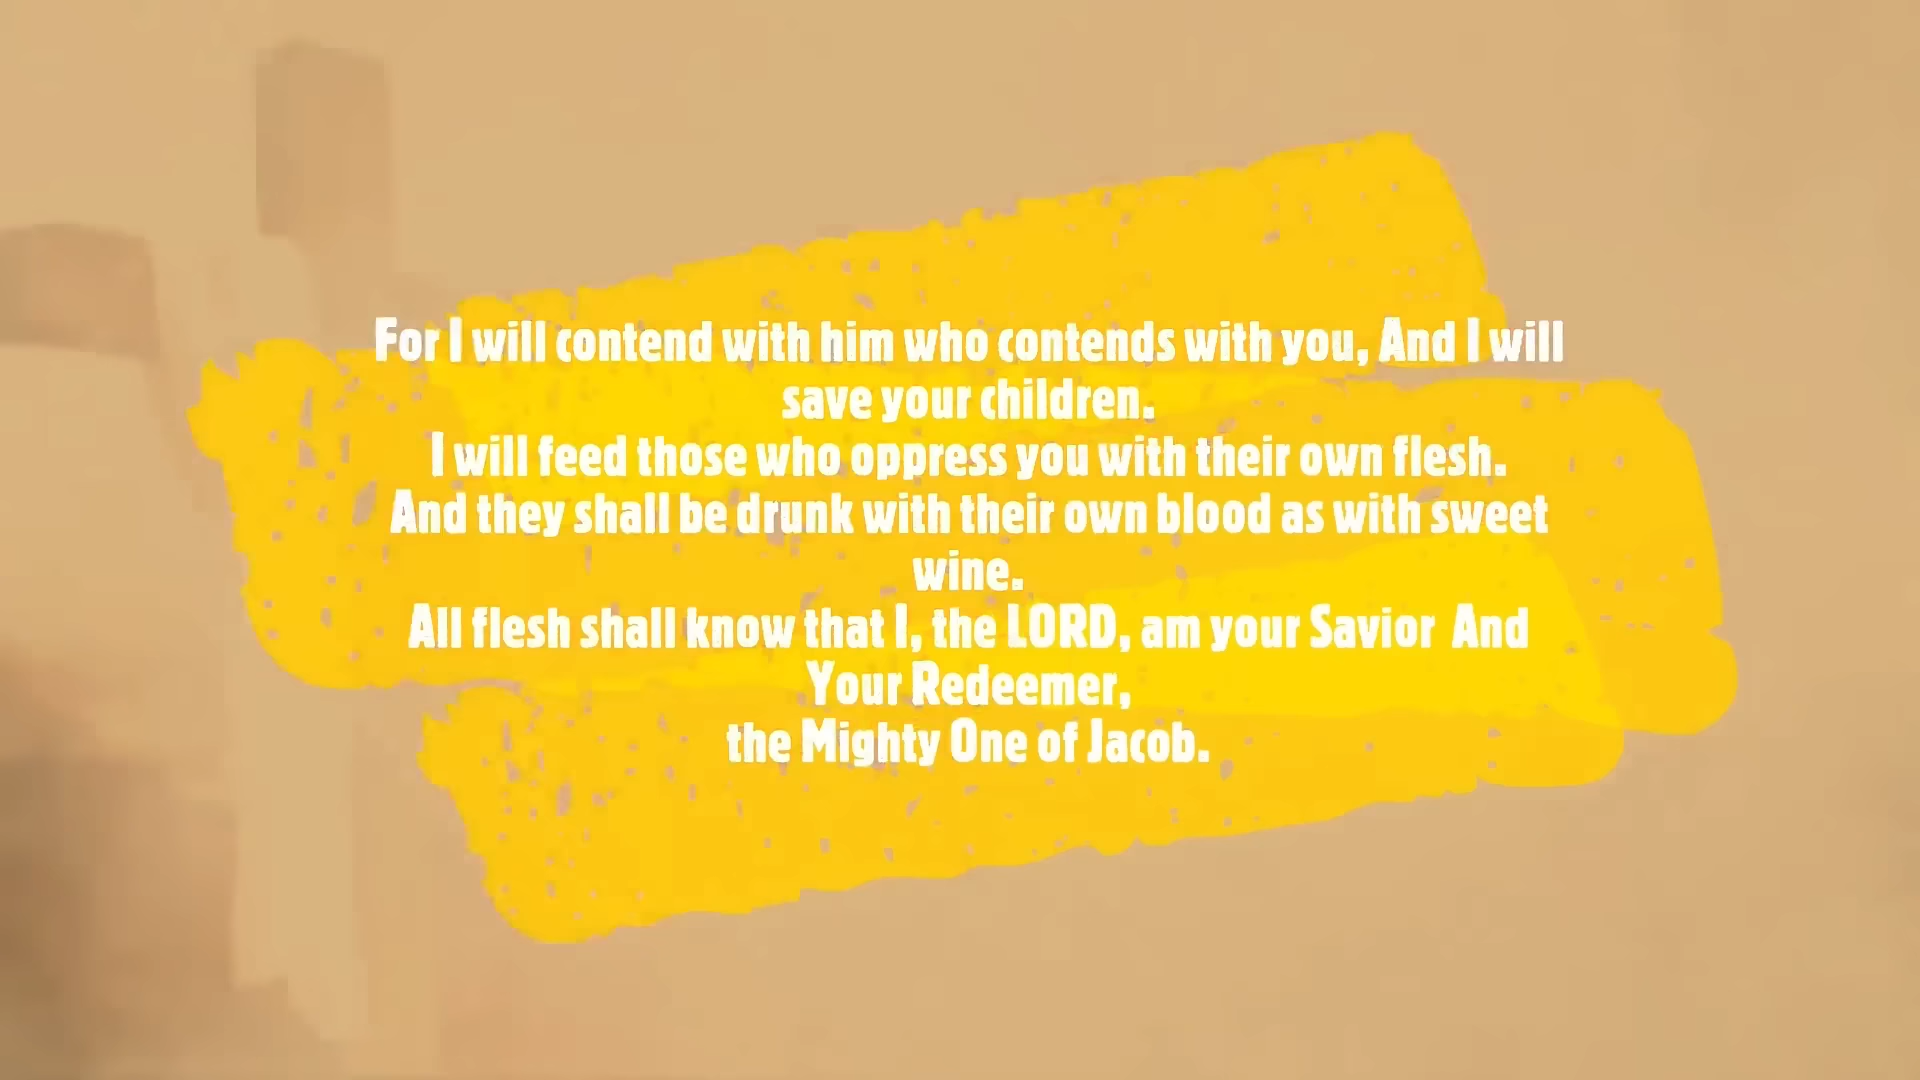 For I will contend with him who contends with you, And I will
save your children.
I will feed those who oppress you with their own flesh.
And they shall be drunk with their own blood as with sweet
wine.
All flesh shall know that I, the LORD, am your Savior And
Your Redeemer,
the Mighty One of Jacob.